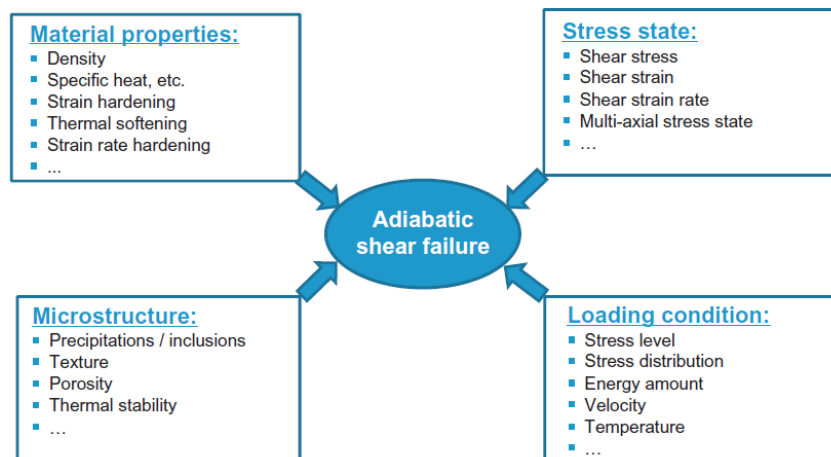 Material properties:
▪ Density
▪ Specific heat, etc.
▪ Strain hardening
▪ Thermal softening
▪ Strain rate hardening
▪ ...
Stress state:
▪ Shear stress
▪ Shear strain
▪ Shear strain rate
▪ Multi-axial stress state
▪ …
Adiabatic
shear failure
Microstructure:
▪ Precipitations / inclusions
▪ Texture
▪ Porosity
▪ Thermal stability
▪ …
Loading condition:
▪ Stress level
▪ Stress distribution
▪ Energy amount
▪ Velocity
▪ Temperature
▪ …